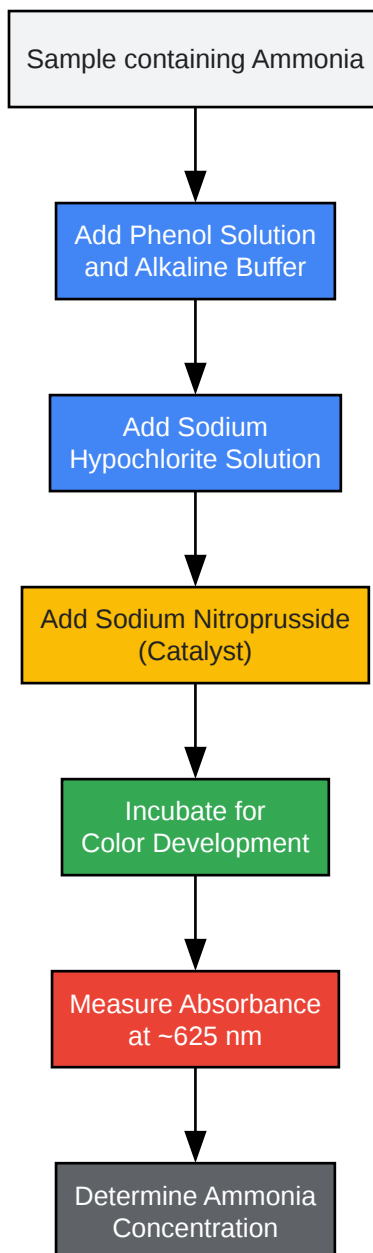 Sample containing Ammonia
Add Phenol Solution
and Alkaline Buffer
Add Sodium
Hypochlorite Solution
Add Sodium Nitroprusside
(Catalyst)
Incubate for
Color Development
Measure Absorbance
at ~625 nm
Determine Ammonia
Concentration